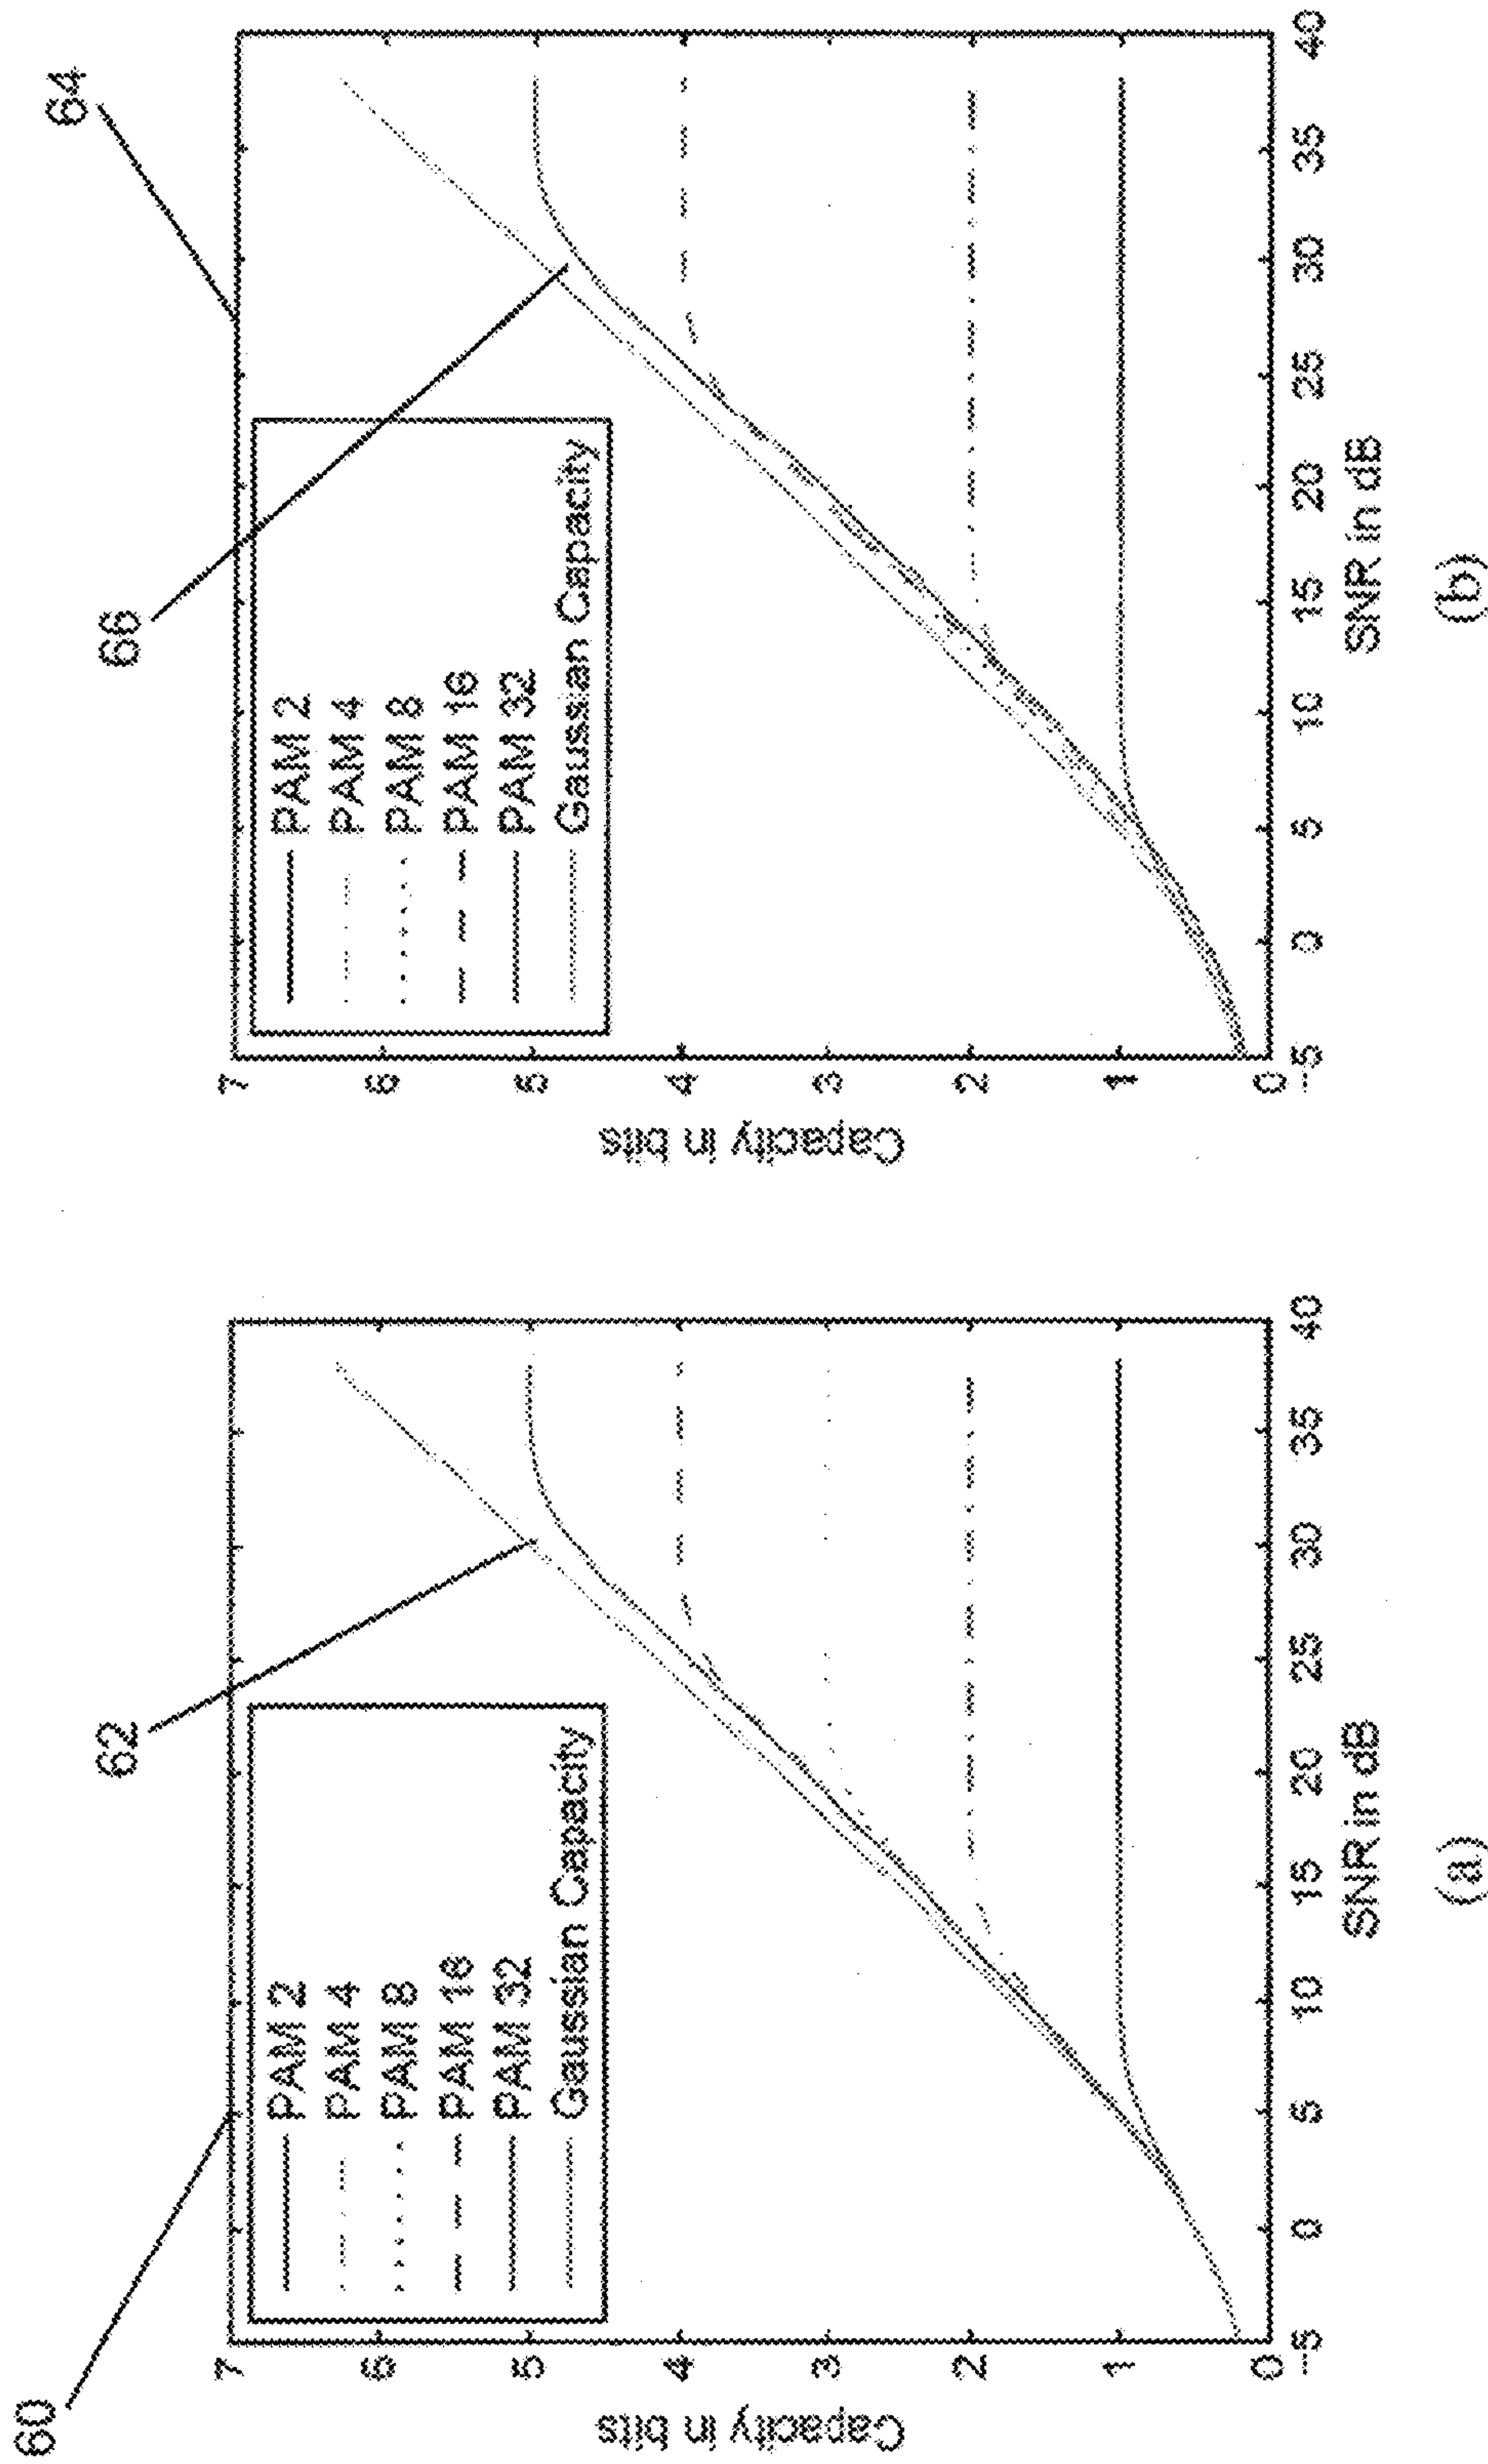 60
62
7
6
5
4
3
2
1
0
Capacity in bits
PAM 2
PAM 4
PAM 8
PAM 16
PAM 32
Gaussian Capacity
-5
0
5
10
15
20
25
30
35
40
SNR in dB
(a)
64
66
7
6
5
4
3
2
1
0
Capacity in bits
PAM 2
PAM 4
PAM 8
PAM 16
PAM 32
Gaussian Capacity
-5
0
5
10
15
20
25
30
35
40
SNR in dB
(b)